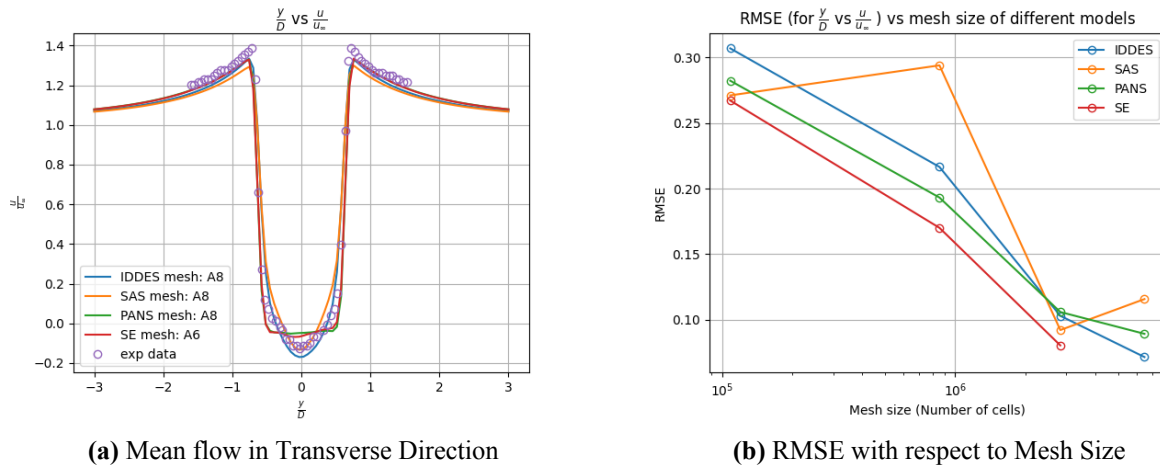 y/D vs u/u∞
1.4
1.2
1.0
0.8
0.6
0.4
0.2
0.0
−0.2
u/u∞
IDDES mesh: A8
SAS mesh: A8
PANS mesh: A8
SE mesh: A6
exp data
−3 −2 −1 0 1 2 3
y/D
(a) Mean flow in Transverse Direction
RMSE (for y/D vs u/u∞ ) vs mesh size of different models
0.30
0.25
0.20
0.15
0.10
RMSE
IDDES
SAS
PANS
SE
10⁵ 10⁶
Mesh size (Number of cells)
(b) RMSE with respect to Mesh Size